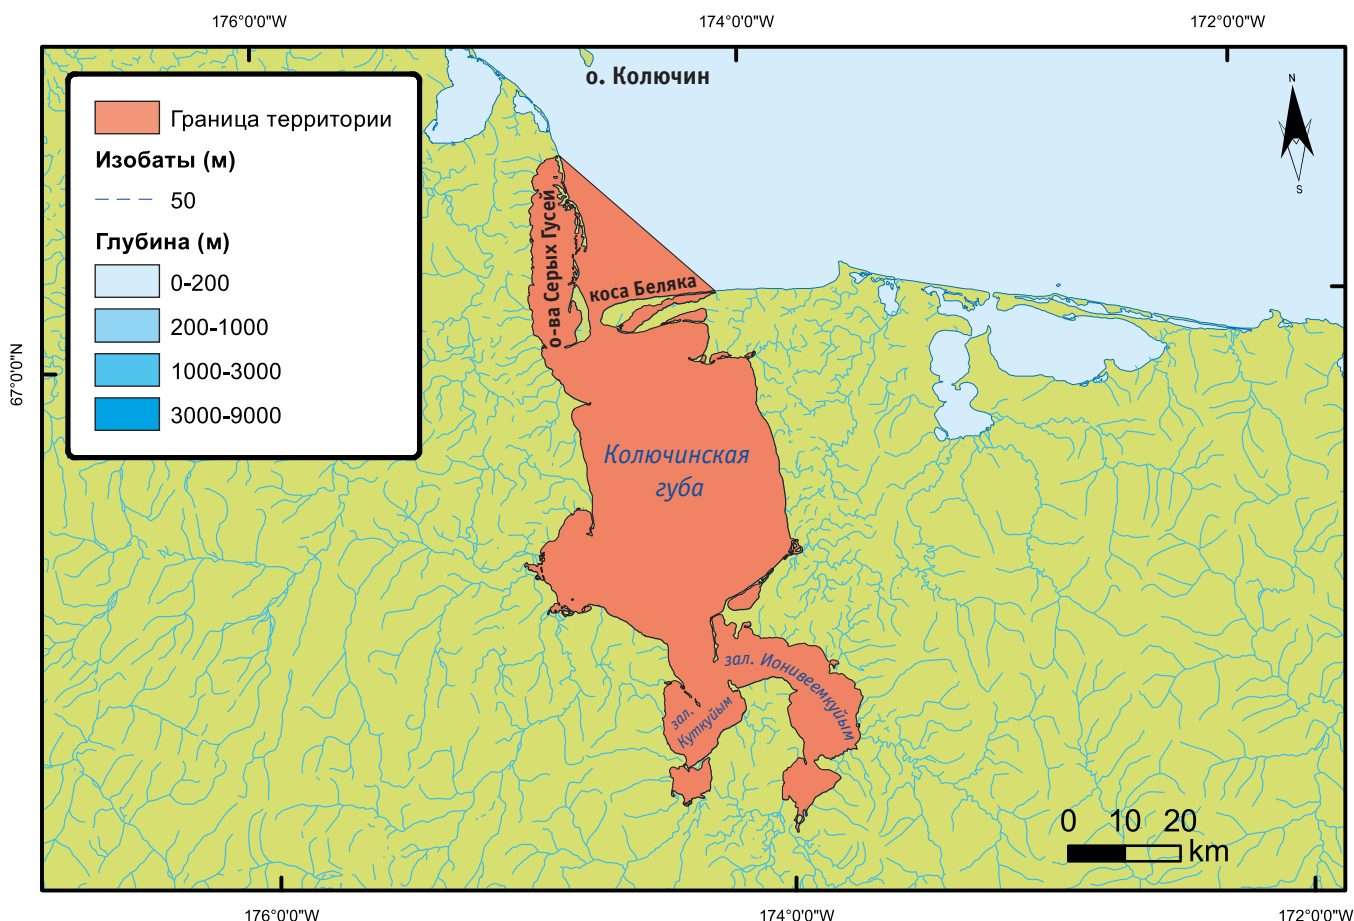 176°0'0"W
174°0'0"W
172°0'0"W
о. Колючин
N
S
Граница территории
Изобаты (м)
50
Глубина (м)
0-200
200-1000
1000-3000
3000-9000
о-ва Серых Гусей
коса Беляка
67°0'0"N
Колючинская
губа
зал. Ионивеемкуйым
зал.
Куткуйым
0 10 20
km
176°0'0"W
174°0'0"W
172°0'0"W